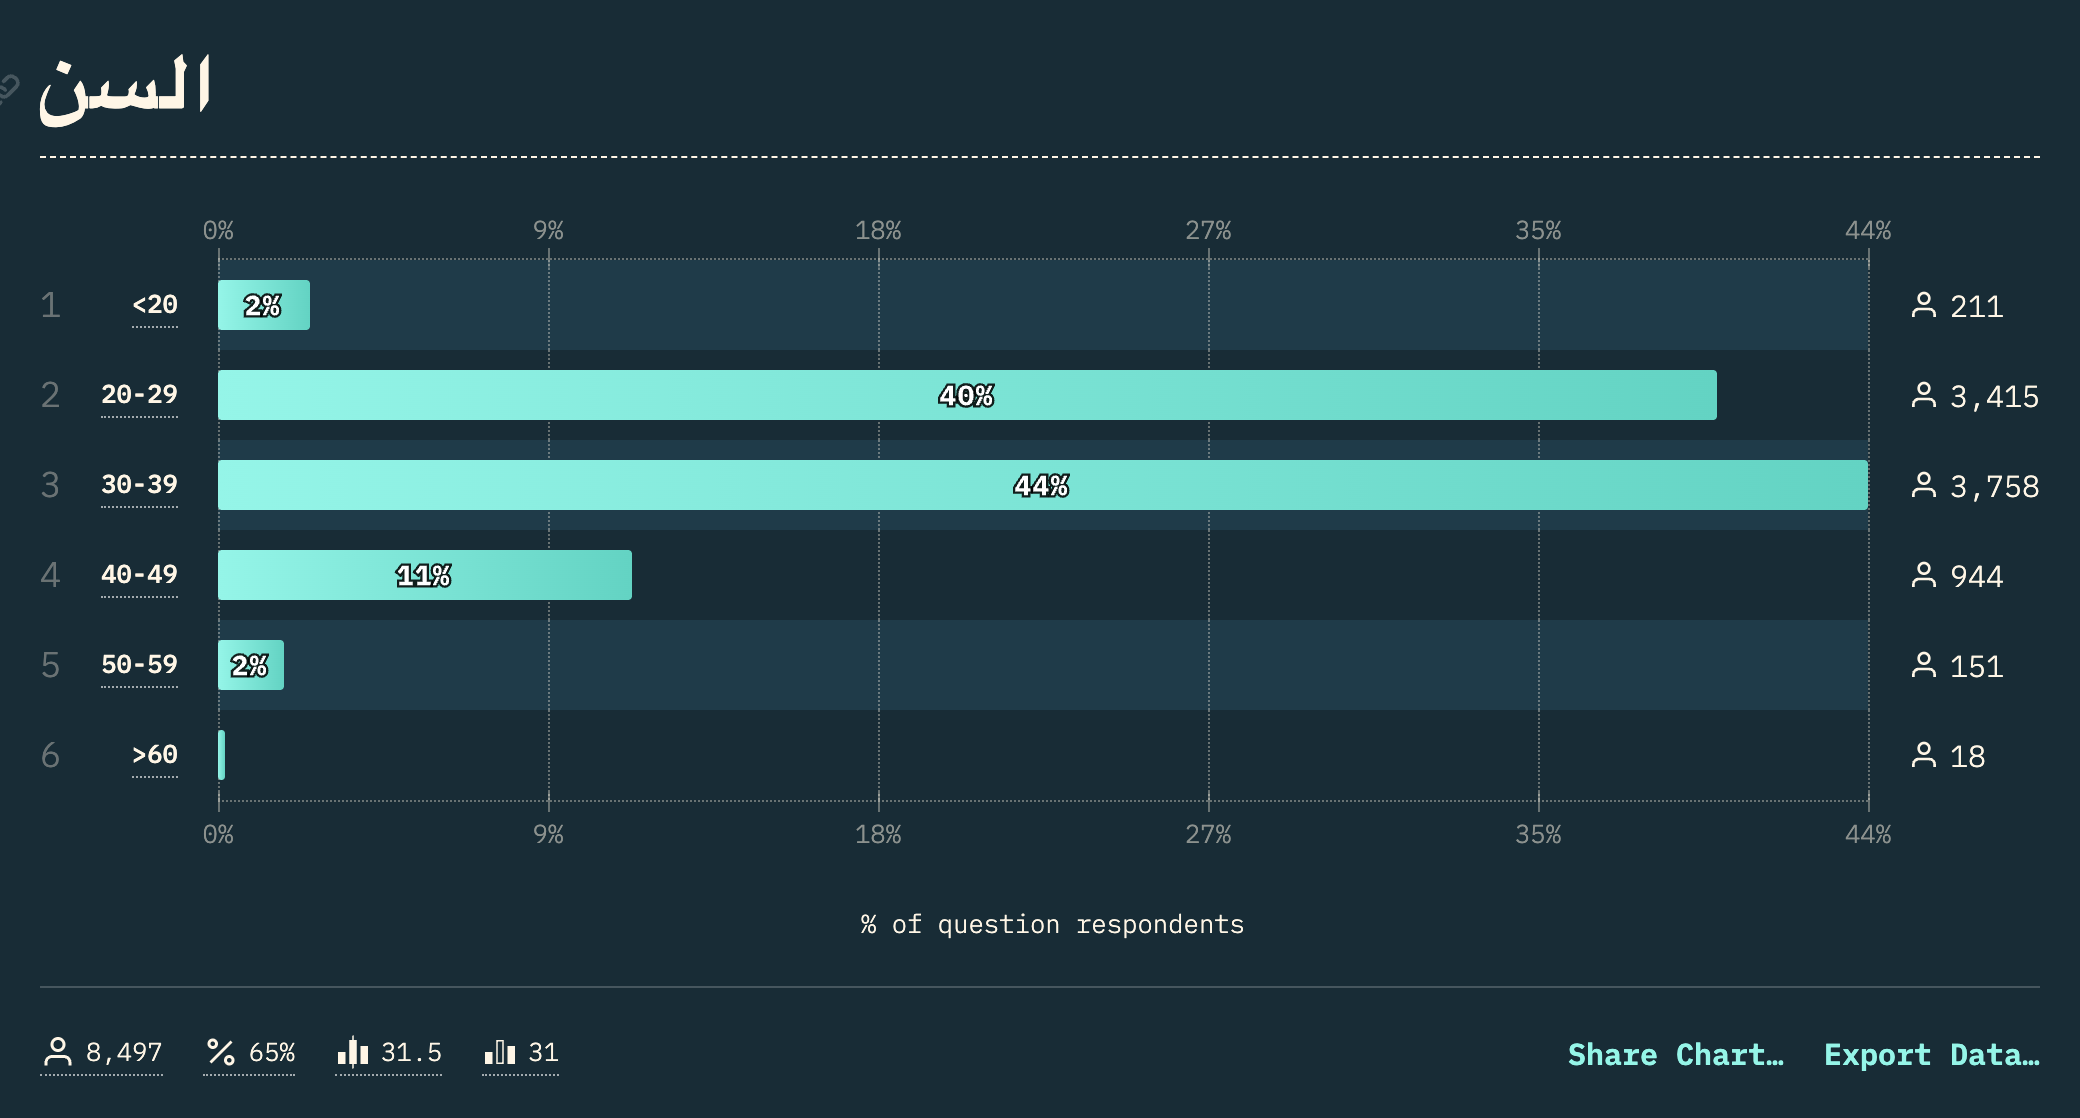 السن
0% 9% 18% 27% 35% 44%
1 <20 2% 211
2 20-29 40% 3,415
3 30-39 44% 3,758
4 40-49 11% 944
5 50-59 2% 151
6 >60 18
0% 9% 18% 27% 35% 44%
% of question respondents
8,497 65% 31.5 31 Share Chart… Export Data…